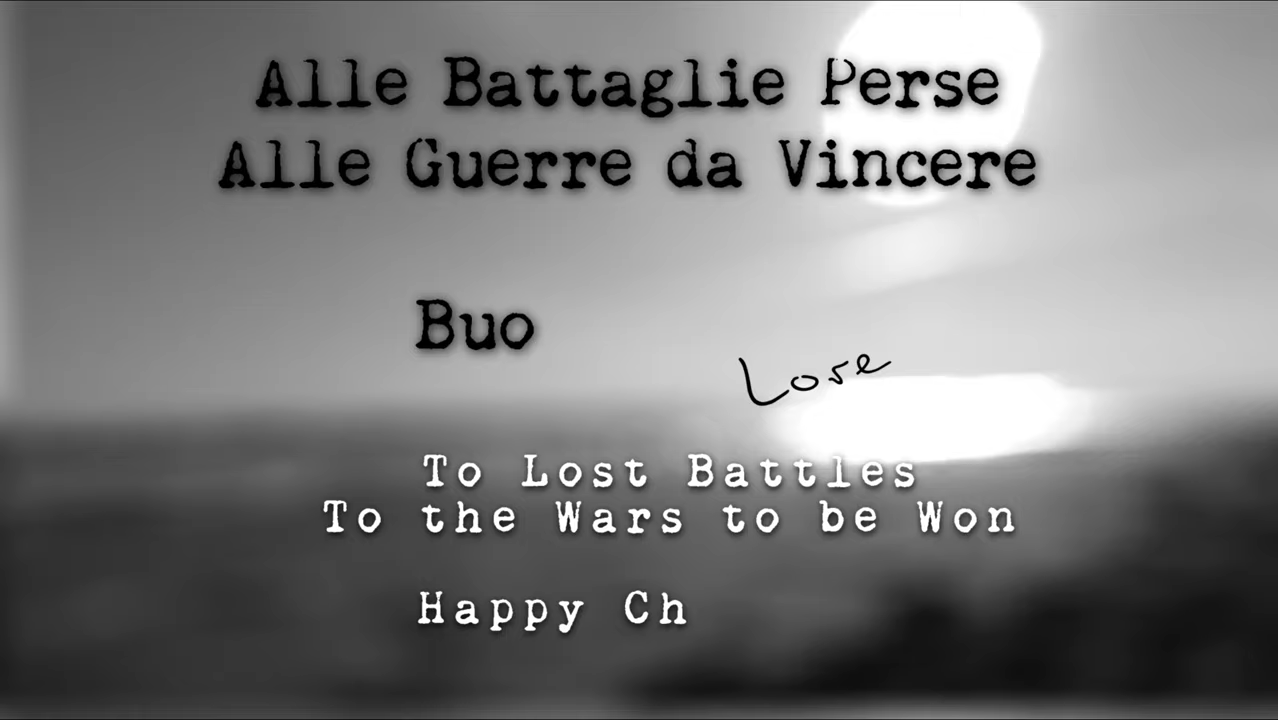 Alle Battaglie Perse
Alle Guerre da Vincere
Buo
To Lost Battles
To the Wars to be Won
Happy Ch